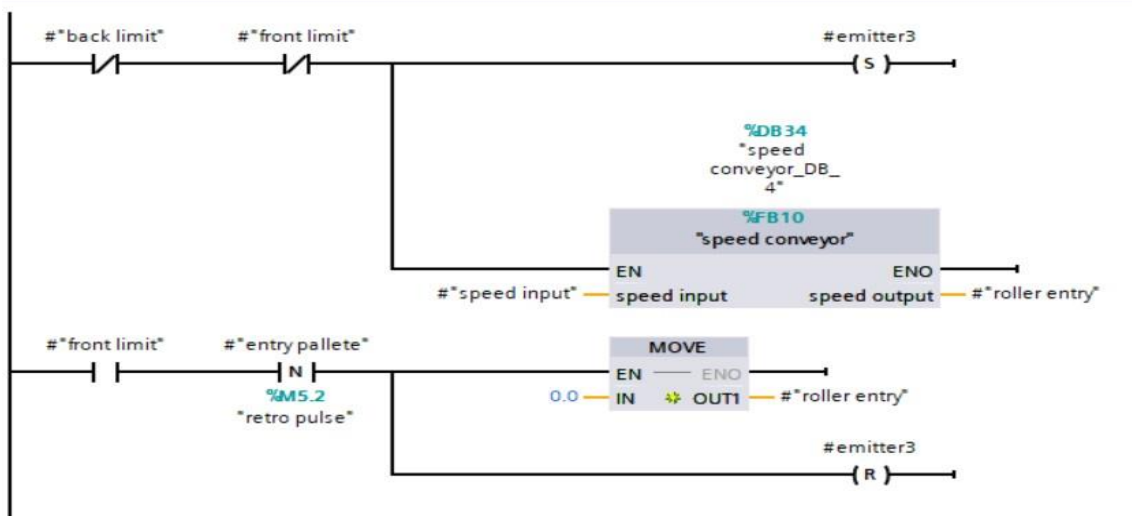 #"back limit" #"front limit" #emitter3
S
%DB34
"speed
conveyor_DB_
4"
%FB10
"speed conveyor"
EN ENO
#"speed input" speed input speed output #"roller entry"
#"front limit" #"entry pallete" MOVE
N EN ENO
%M5.2 0.0 IN OUT1 #"roller entry"
"retro pulse"
#emitter3
R